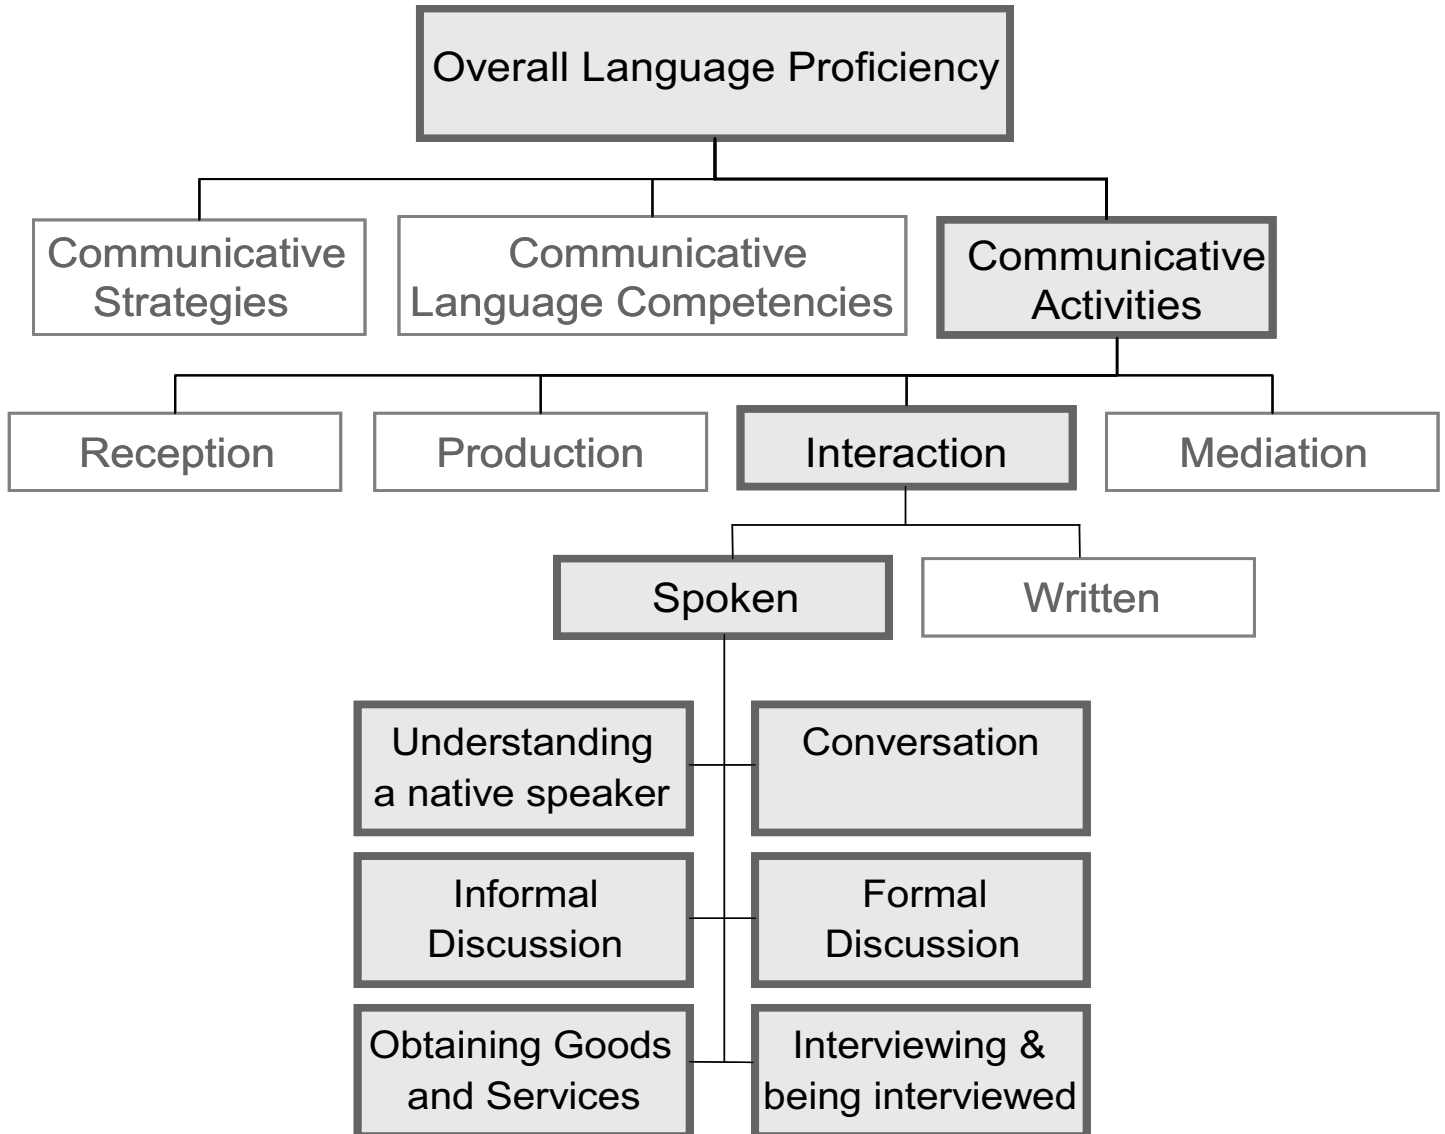 Overall Language Proficiency
Communicative
Strategies
Communicative
Language Competencies
Communicative
Activities
Reception
Production
Interaction
Mediation
Spoken
Written
Understanding
a native speaker
Conversation
Informal
Discussion
Formal
Discussion
Obtaining Goods
and Services
Interviewing &
being interviewed